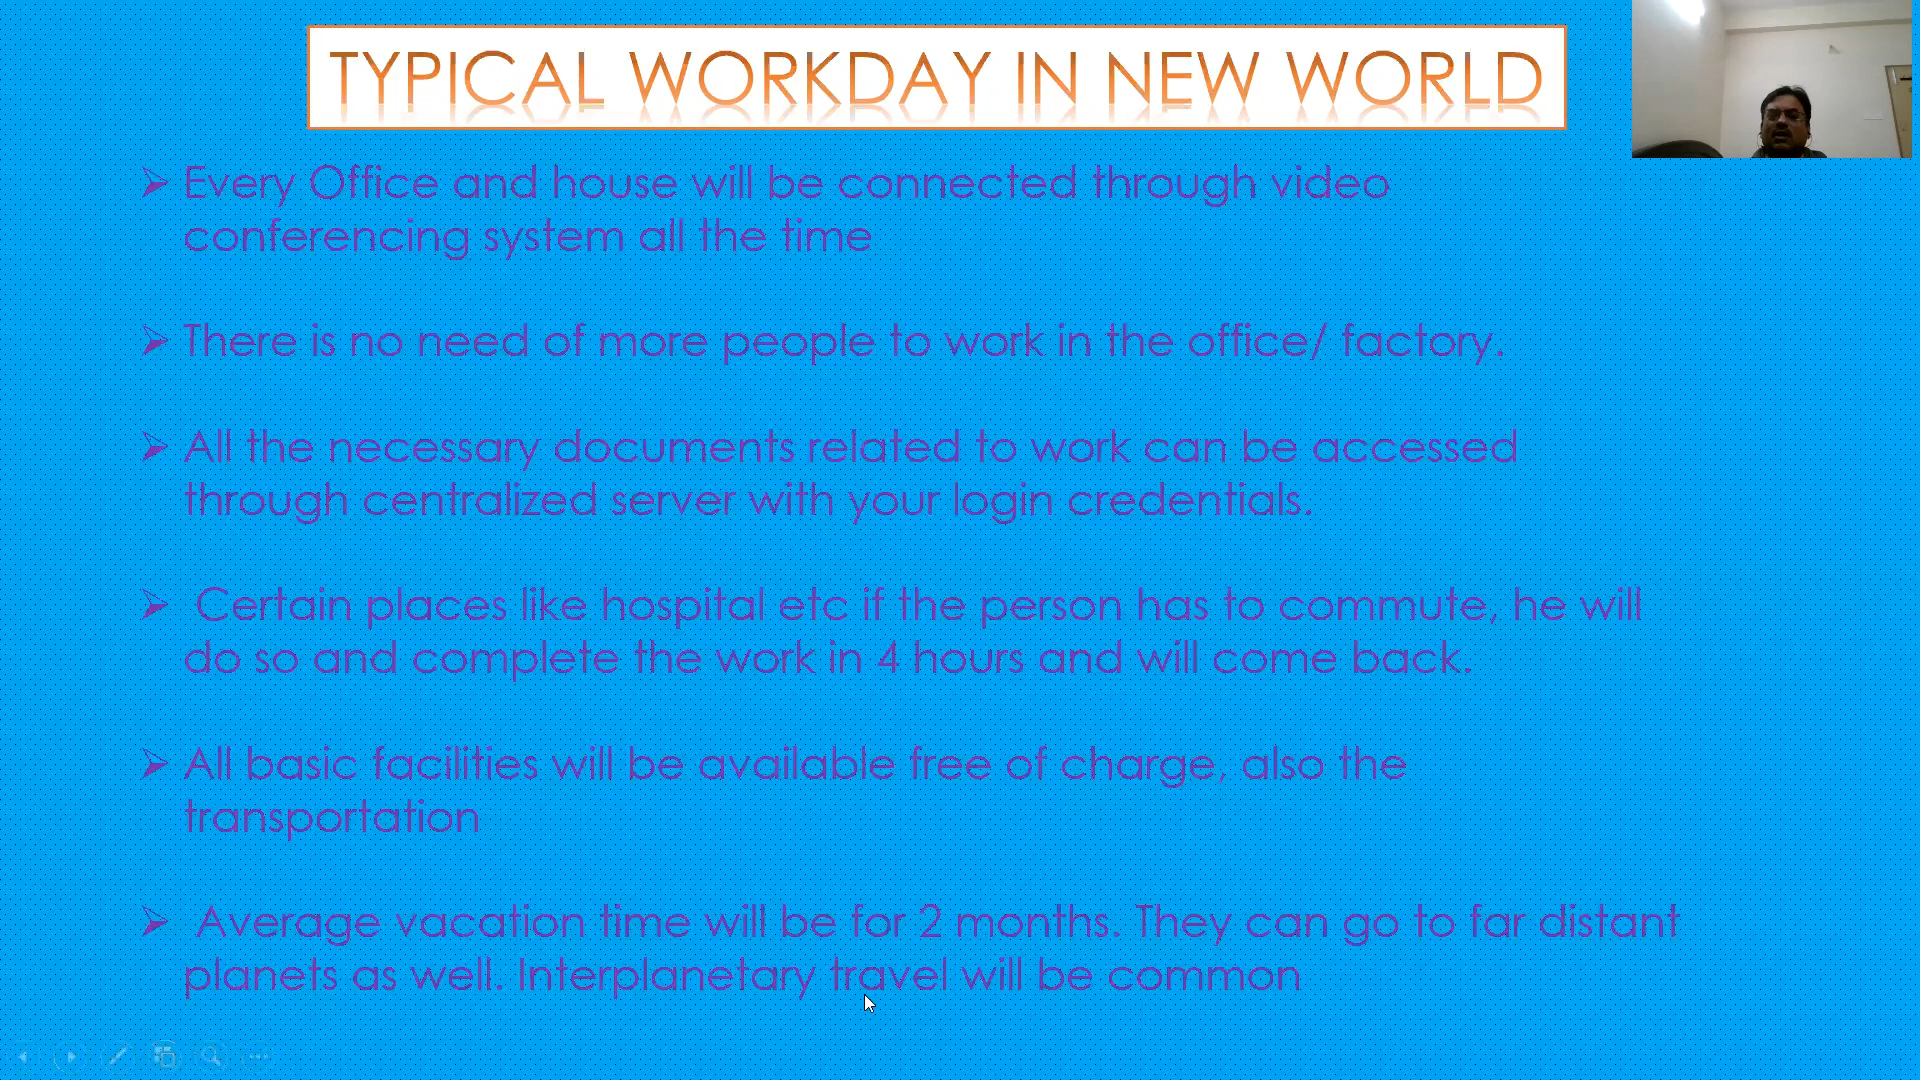 TYPICAL WORKDAY IN NEW WORLD
Every Office and house will be connected through video
conferencing system all the time
There is no need of more people to work in the office/ factory.
All the necessary documents related to work can be accessed
through centralized server with your login credentials.
Certain places like hospital etc if the person has to commute, he will
do so and complete the work in 4 hours and will come back.
All basic facilities will be available free of charge, also the
transportation
Average vacation time will be for 2 months. They can go to far distant
planets as well. Interplanetary travel will be common